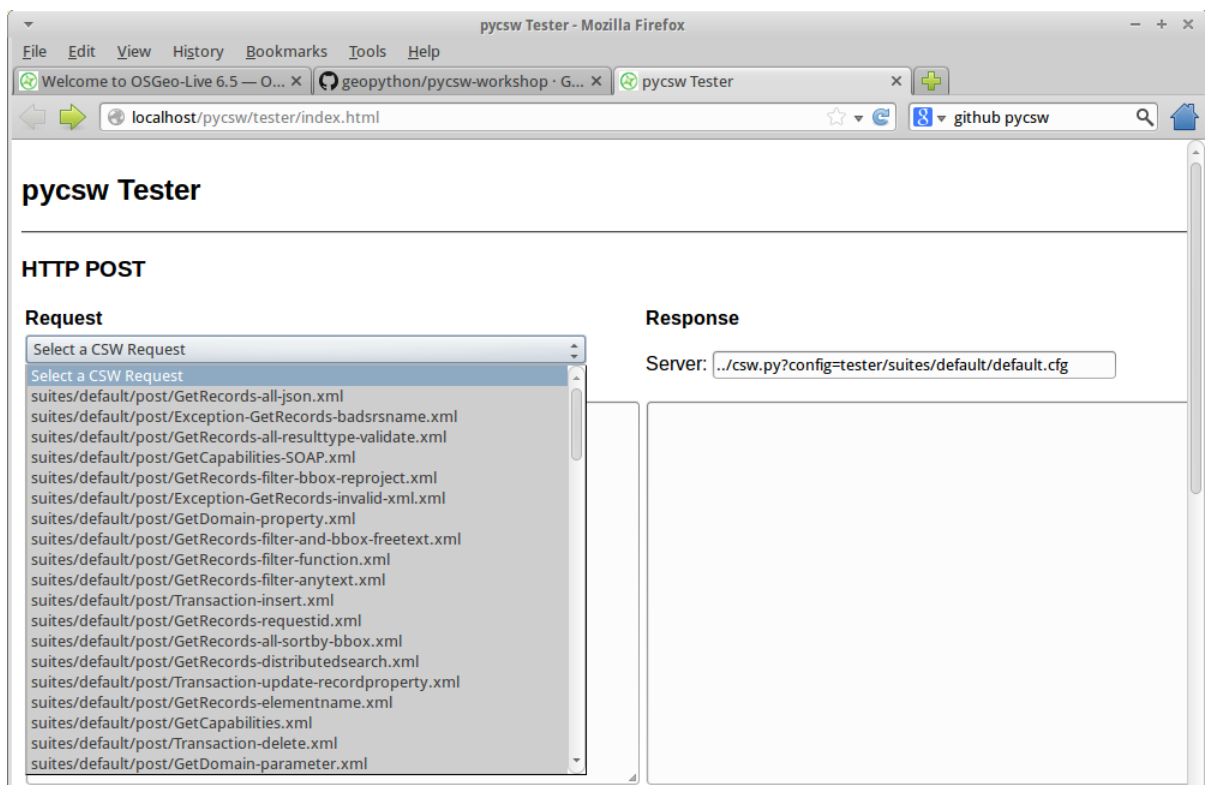 pycsw Tester - Mozilla Firefox
File Edit View History Bookmarks Tools Help
Welcome to OSGeo-Live 6.5 — O... geopython/pycsw-workshop · G... pycsw Tester
localhost/pycsw/tester/index.html github pycsw
pycsw Tester
HTTP POST
Request
Select a CSW Request
Select a CSW Request
suites/default/post/GetRecords-all-json.xml
suites/default/post/Exception-GetRecords-badsrsname.xml
suites/default/post/GetRecords-all-resulttype-validate.xml
suites/default/post/GetCapabilities-SOAP.xml
suites/default/post/GetRecords-filter-bbox-reproject.xml
suites/default/post/Exception-GetRecords-invalid-xml.xml
suites/default/post/GetDomain-property.xml
suites/default/post/GetRecords-filter-and-bbox-freetext.xml
suites/default/post/GetRecords-filter-function.xml
suites/default/post/GetRecords-filter-anytext.xml
suites/default/post/Transaction-insert.xml
suites/default/post/GetRecords-requestid.xml
suites/default/post/GetRecords-all-sortby-bbox.xml
suites/default/post/GetRecords-distributedsearch.xml
suites/default/post/Transaction-update-recordproperty.xml
suites/default/post/GetRecords-elementname.xml
suites/default/post/GetCapabilities.xml
suites/default/post/Transaction-delete.xml
suites/default/post/GetDomain-parameter.xml
Response
Server: ../csw.py?config=tester/suites/default/default.cfg